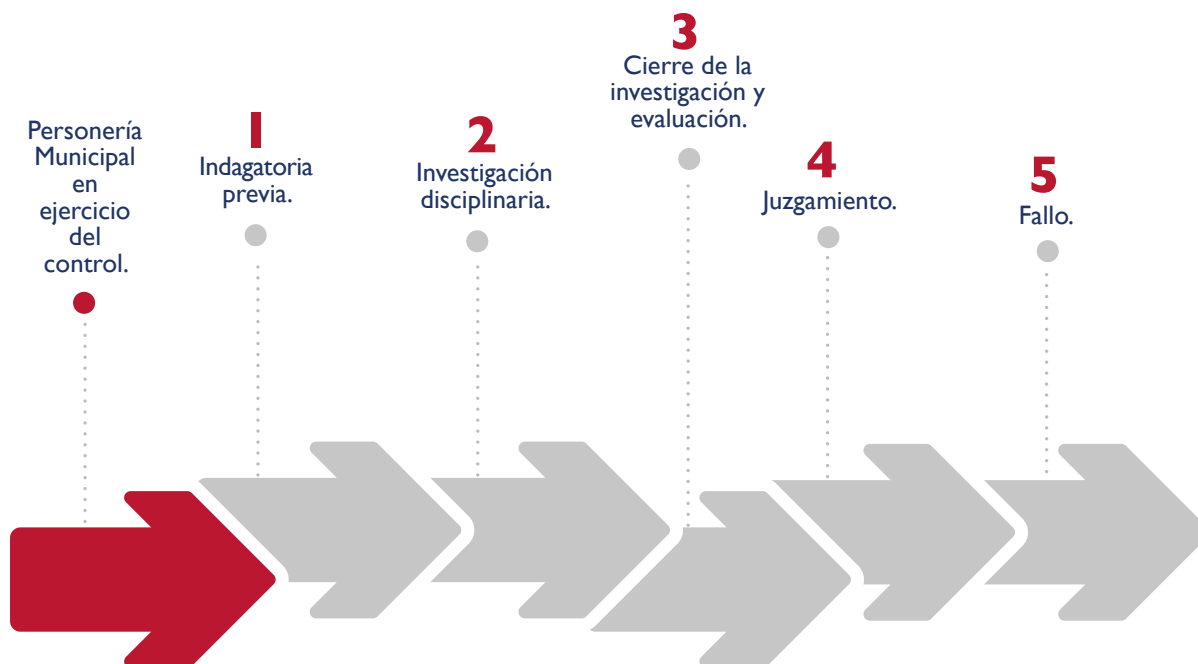 Personería
Municipal
en
ejercicio
del
control.
1
Indagatoria
previa.
2
Investigación
disciplinaria.
3
Cierre de la
investigación y
evaluación.
4
Juzgamiento.
5
Fallo.